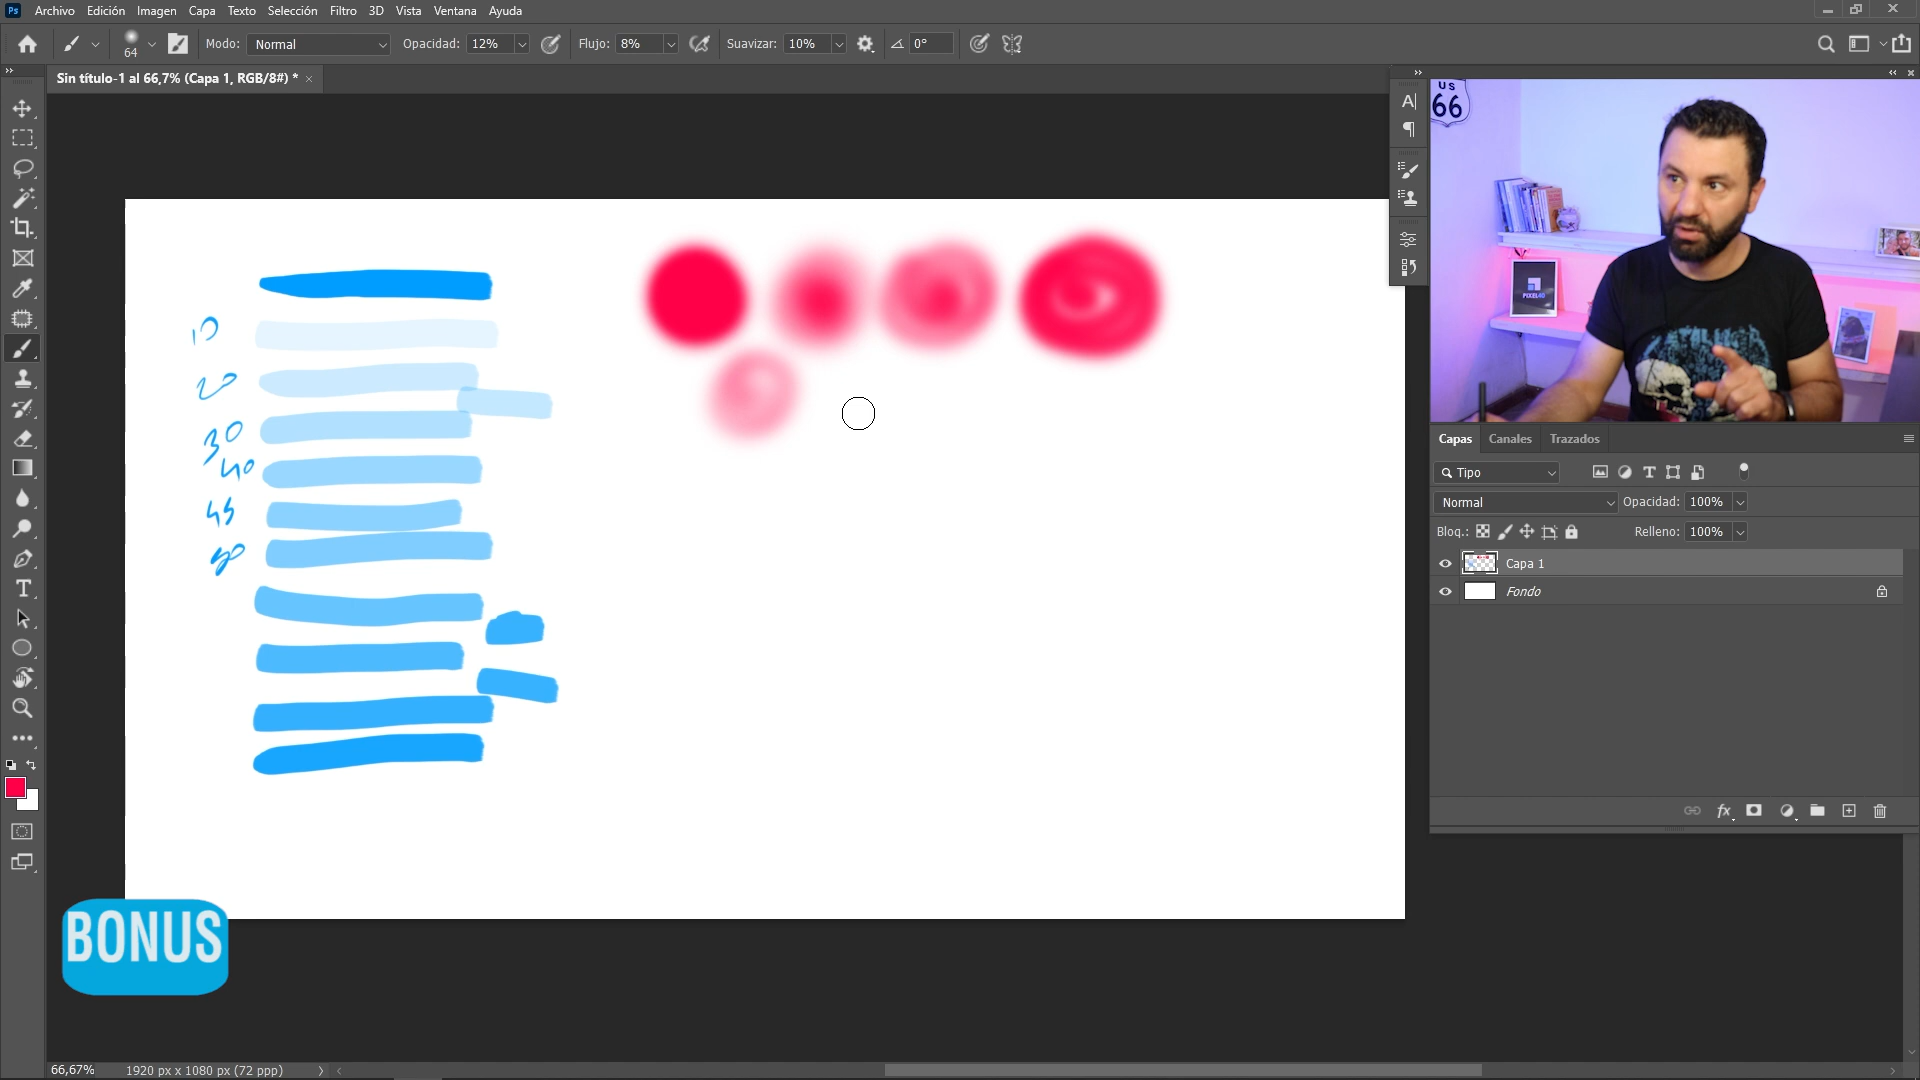 Ps Archivo Edición Imagen Capa Texto Selección Filtro 3D Vista Ventana Ayuda
64 Modo: Normal Opacidad: 12% Flujo: 8% Suavizar: 10% 0°
Sin título-1 al 66,7% (Capa 1, RGB/8#) *
US
66
PIXEL40
10
20
30
40
45
50
Capas Canales Trazados
Tipo
Normal Opacidad: 100%
Bloq.: Relleno: 100%
Capa 1
Fondo
BONUS
66,67% 1920 px x 1080 px (72 ppp)